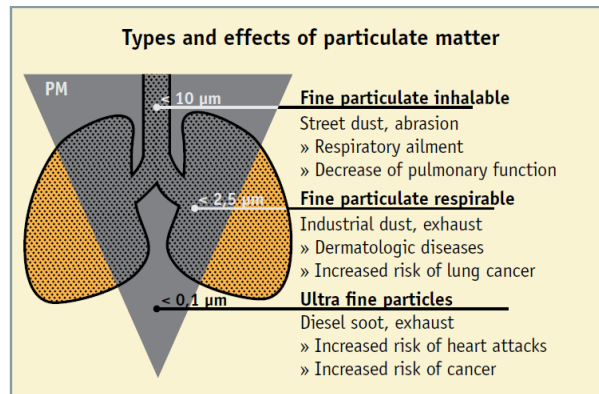 Types and effects of particulate matter
PM
< 10 µm
Fine particulate inhalable
Street dust, abrasion
» Respiratory ailment
» Decrease of pulmonary function
< 2,5 µm
Fine particulate respirable
Industrial dust, exhaust
» Dermatologic diseases
» Increased risk of lung cancer
< 0,1 µm
Ultra fine particles
Diesel soot, exhaust
» Increased risk of heart attacks
» Increased risk of cancer